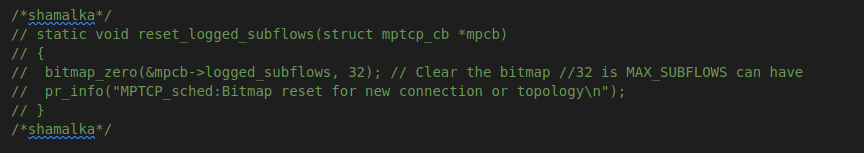 /*shamalka*/
// static void reset_logged_subflows(struct mptcp_cb *mpcb)
// {
//  bitmap_zero(&mpcb->logged_subflows, 32); // Clear the bitmap //32 is MAX_SUBFLOWS can have
//  pr_info("MPTCP_sched:Bitmap reset for new connection or topology\n");
// }
/*shamalka*/